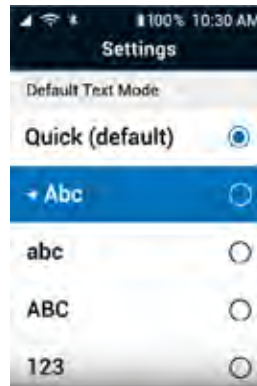 100% 10:30 AM
Settings
Default Text Mode
Quick (default)
Abc
abc
ABC
123